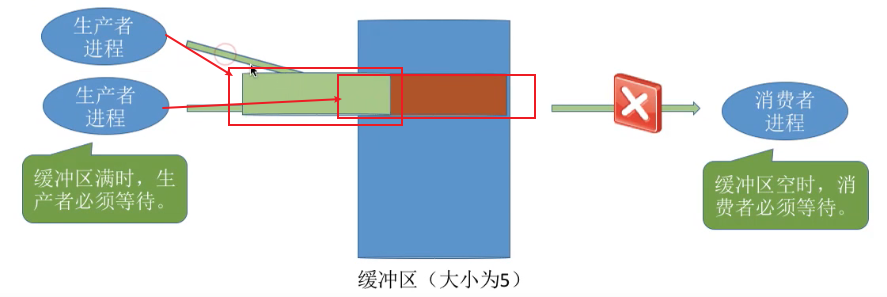 生产者
进程
生产者
进程
缓冲区满时，生
产者必须等待。
消费者
进程
缓冲区空时，消
费者必须等待。
缓冲区（大小为5）